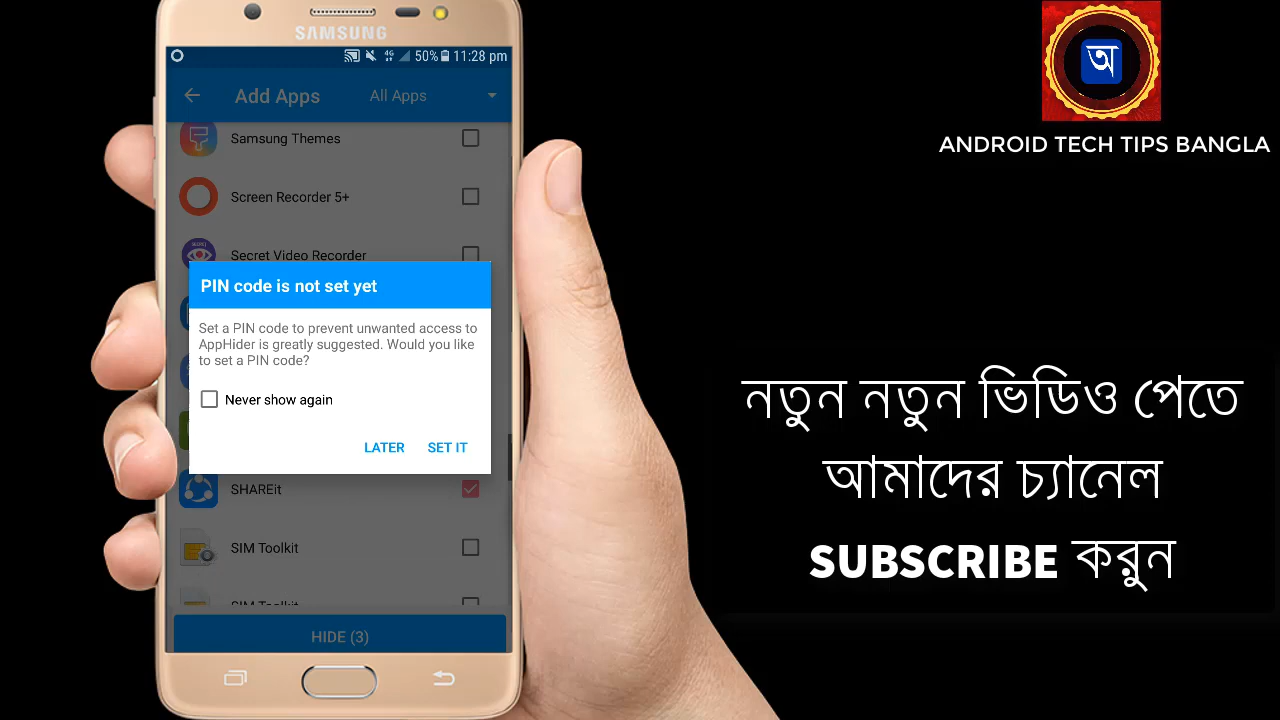 SAMSUNG
4G 50% 11:28 pm
Add Apps All Apps
Samsung Themes
Screen Recorder 5+
Secret Video Recorder
PIN code is not set yet
Set a PIN code to prevent unwanted access to
AppHider is greatly suggested. Would you like
to set a PIN code?
Never show again
LATER SET IT
SHAREit
SIM Toolkit
SIM Toolkit
HIDE (3)
অ
ANDROID TECH TIPS BANGLA
নতুন নতুন ভিডিও পেতে
আমাদের চ্যানেল
SUBSCRIBE করুন